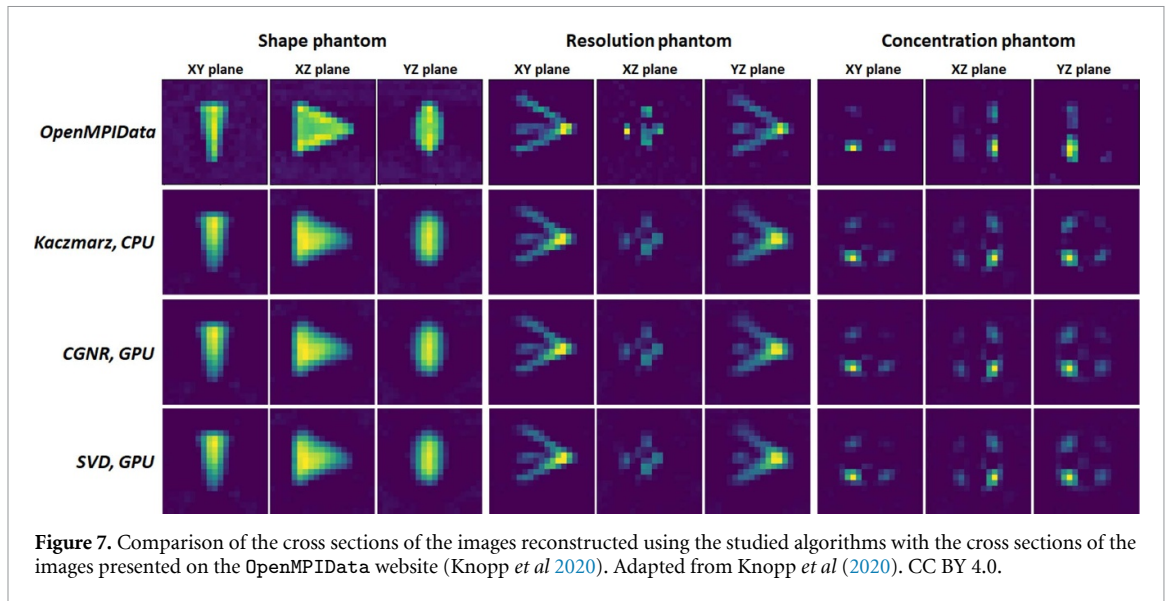 Shape phantom Resolution phantom Concentration phantom
XY plane XZ plane YZ plane XY plane XZ plane YZ plane XY plane XZ plane YZ plane
OpenMPIData
Kaczmarz, CPU
CGNR, GPU
SVD, GPU
Figure 7. Comparison of the cross sections of the images reconstructed using the studied algorithms with the cross sections of the
images presented on the OpenMPIData website (Knopp et al 2020). Adapted from Knopp et al (2020). CC BY 4.0.